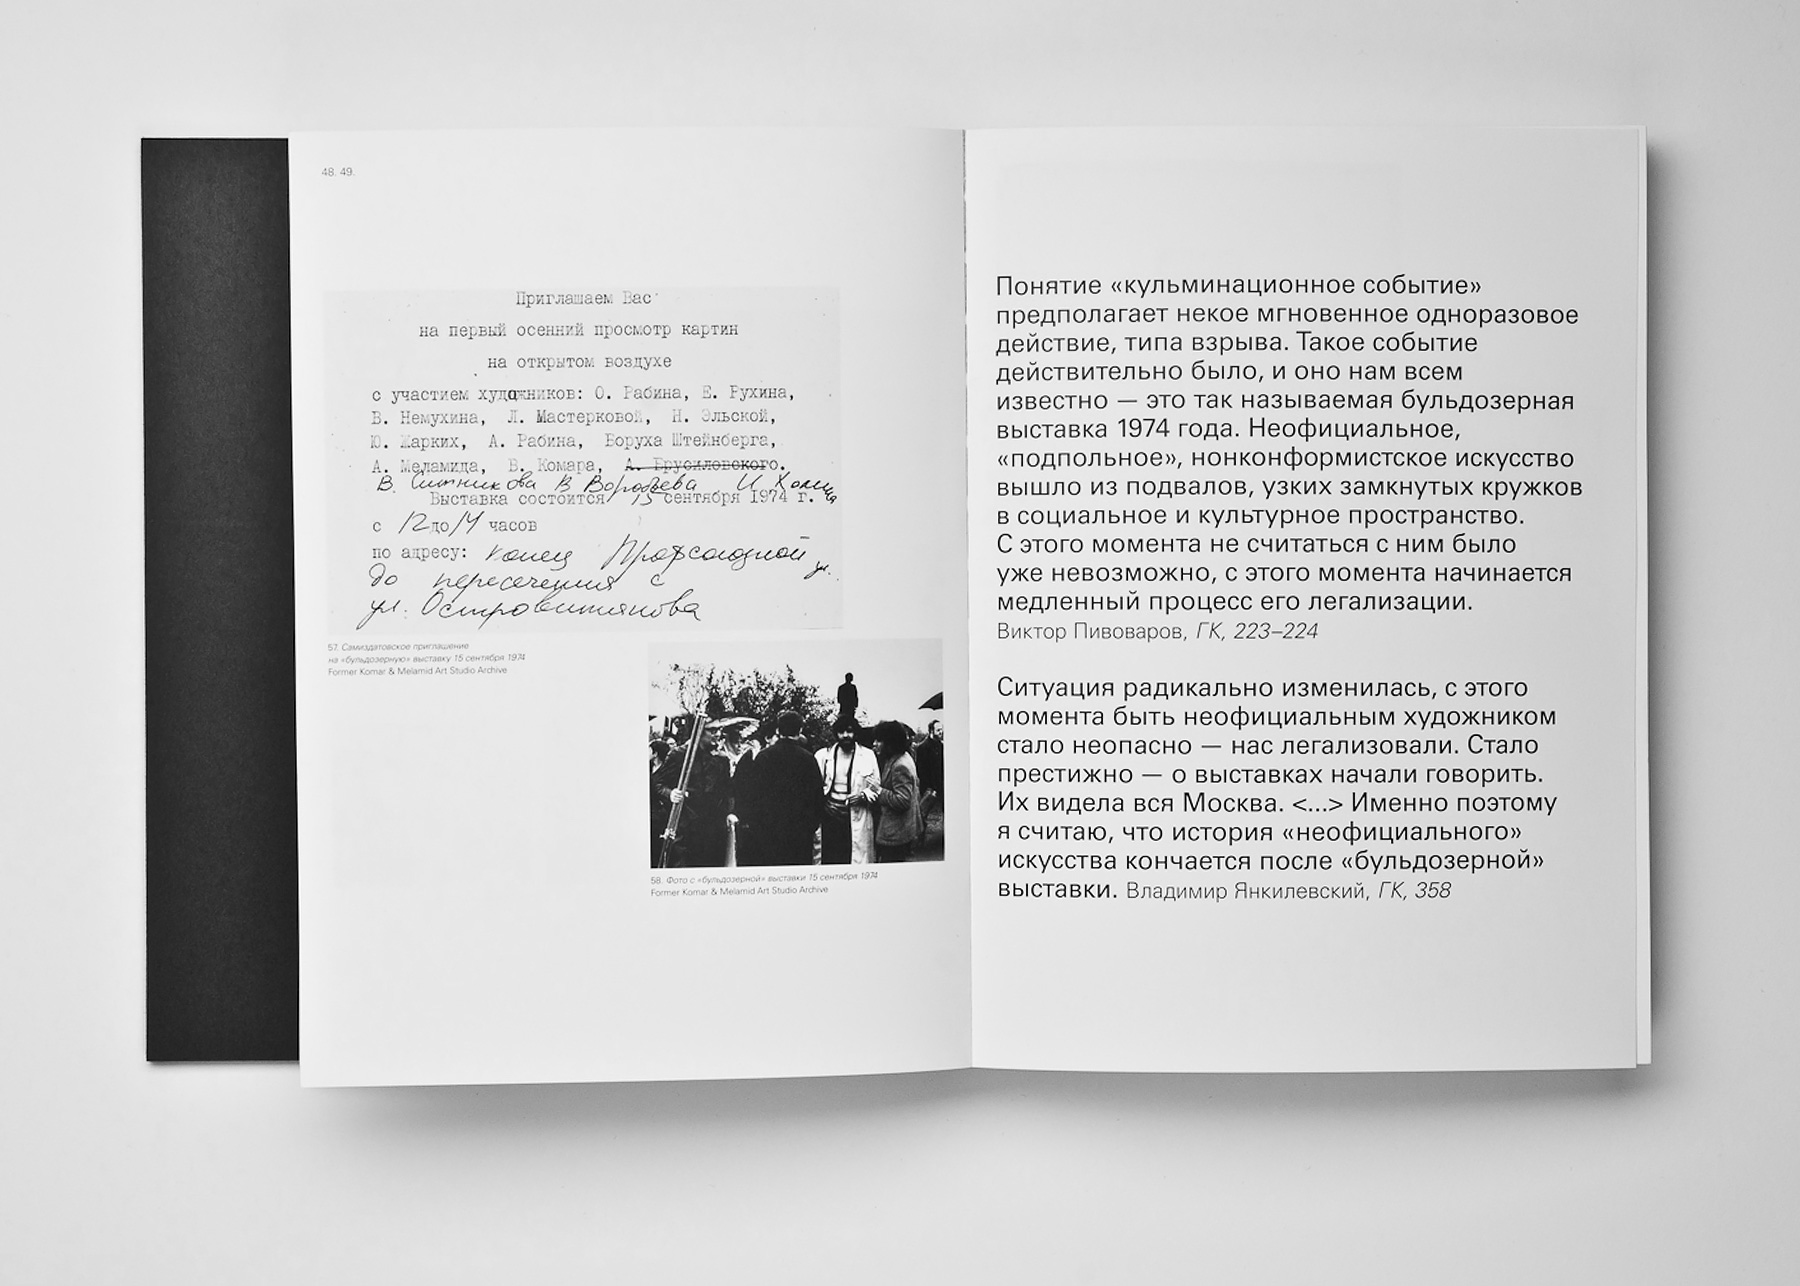 48. 49.
Приглашаем Вас
на первый осенний просмотр картин
на открытом воздухе
с участием художников: О. Рабина, Е. Рухина,
В. Немухина, Л. Мастерковой, Н. Эльской,
Ю. Жарких, А. Рабина, Боруха Штейнберга,
А. Меламида, В. Комара, А. Брусиловского.
В. Ситникова В Воробьева И Холина
Выставка состоится 15 сентября 1974 г.
с 12 до 14 часов
по адресу: конец Профсоюзной ул.
до пересечения с
ул. Островитянова
57. Самиздатовское приглашение
на «бульдозерную» выставку 15 сентября 1974
Former Komar & Melamid Art Studio Archive
58. Фото с «бульдозерной» выставки 15 сентября 1974
Former Komar & Melamid Art Studio Archive
Понятие «кульминационное событие»
предполагает некое мгновенное одноразовое
действие, типа взрыва. Такое событие
действительно было, и оно нам всем
известно — это так называемая бульдозерная
выставка 1974 года. Неофициальное,
«подпольное», нонконформистское искусство
вышло из подвалов, узких замкнутых кружков
в социальное и культурное пространство.
С этого момента не считаться с ним было
уже невозможно, с этого момента начинается
медленный процесс его легализации.
Виктор Пивоваров, ГК, 223–224
Ситуация радикально изменилась, с этого
момента быть неофициальным художником
стало неопасно — нас легализовали. Стало
престижно — о выставках начали говорить.
Их видела вся Москва. <...> Именно поэтому
я считаю, что история «неофициального»
искусства кончается после «бульдозерной»
выставки. Владимир Янкилевский, ГК, 358